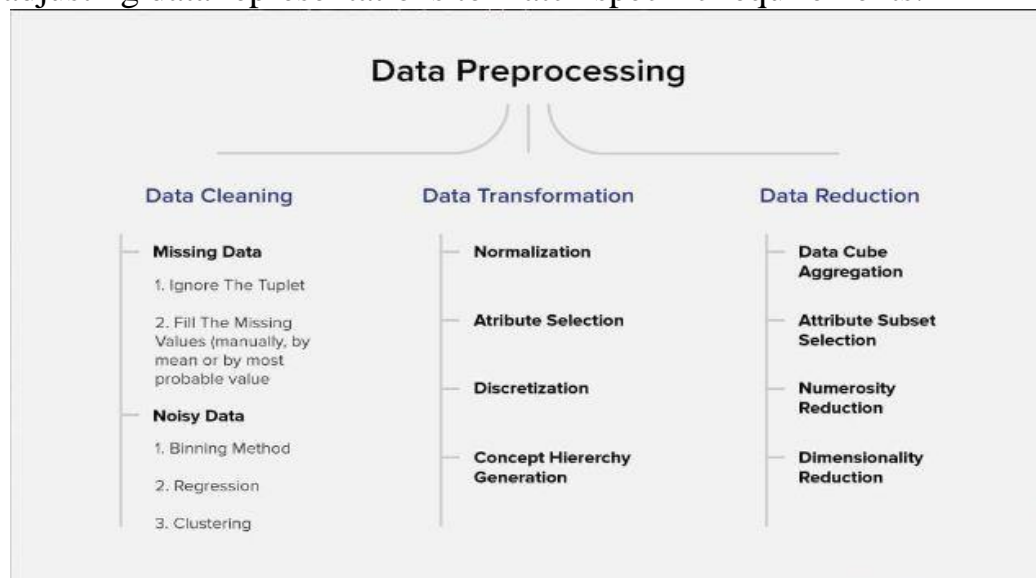 Data Preprocessing
Data Cleaning
Missing Data
1. Ignore The Tuplet
2. Fill The Missing
Values (manually, by
mean or by most
probable value
Noisy Data
1. Binning Method
2. Regression
3. Clustering
Data Transformation
Normalization
Atribute Selection
Discretization
Concept Hiererchy
Generation
Data Reduction
Data Cube
Aggregation
Attribute Subset
Selection
Numerosity
Reduction
Dimensionality
Reduction